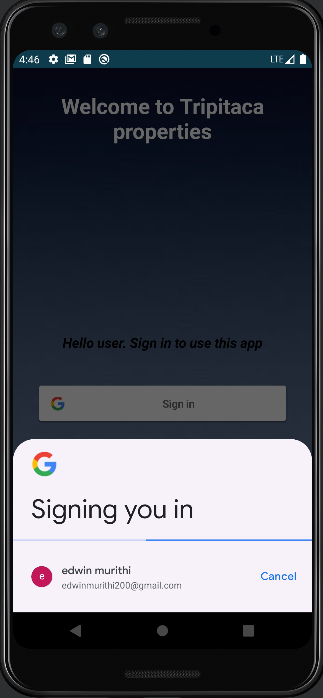 4:46
LTE
Welcome to Tripitaca
properties
Hello user. Sign in to use this app
Sign in
Signing you in
e
edwin murithi
edwinmurithi200@gmail.com
Cancel